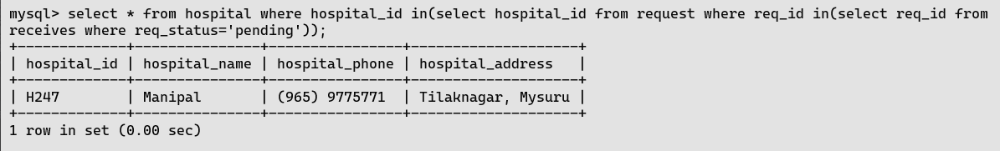 mysql> select * from hospital where hospital_id in(select hospital_id from request where req_id in(select req_id from
receives where req_status='pending'));
+-------------+---------------+----------------+--------------------+
| hospital_id | hospital_name | hospital_phone | hospital_address   |
+-------------+---------------+----------------+--------------------+
| H247        | Manipal       | (965) 9775771  | Tilaknagar, Mysuru |
+-------------+---------------+----------------+--------------------+
1 row in set (0.00 sec)